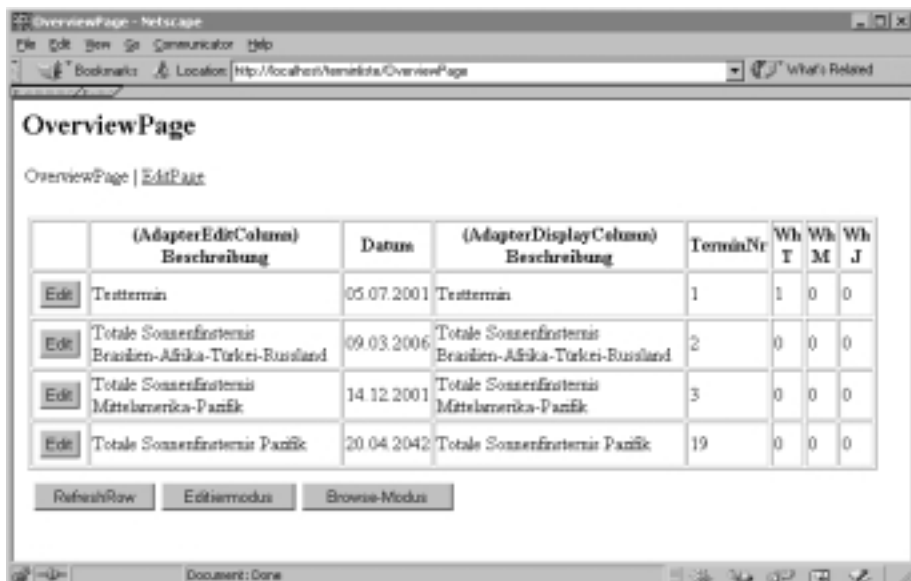 OverviewPage - Netscape
File Edit View Go Communicator Help
Bookmarks Location: http://localhost/terminliste/OverviewPage What's Related
OverviewPage
OverviewPage | EditPage
(AdapterEditColumn) Beschreibung Datum (AdapterDisplayColumn) Beschreibung TerminNr Wh T Wh M Wh J
Edit Testtermin 05.07.2001 Testtermin 1 1 0 0
Edit Totale Sonnenfinsternis Brasilien-Afrika-Türkei-Russland 09.03.2006 Totale Sonnenfinsternis Brasilien-Afrika-Türkei-Russland 2 0 0 0
Edit Totale Sonnenfinsternis Mittelamerika-Pazifik 14.12.2001 Totale Sonnenfinsternis Mittelamerika-Pazifik 3 0 0 0
Edit Totale Sonnenfinsternis Pazifik 20.04.2042 Totale Sonnenfinsternis Pazifik 19 0 0 0
RefreshRow Editiermodus Browse-Modus
Document: Done